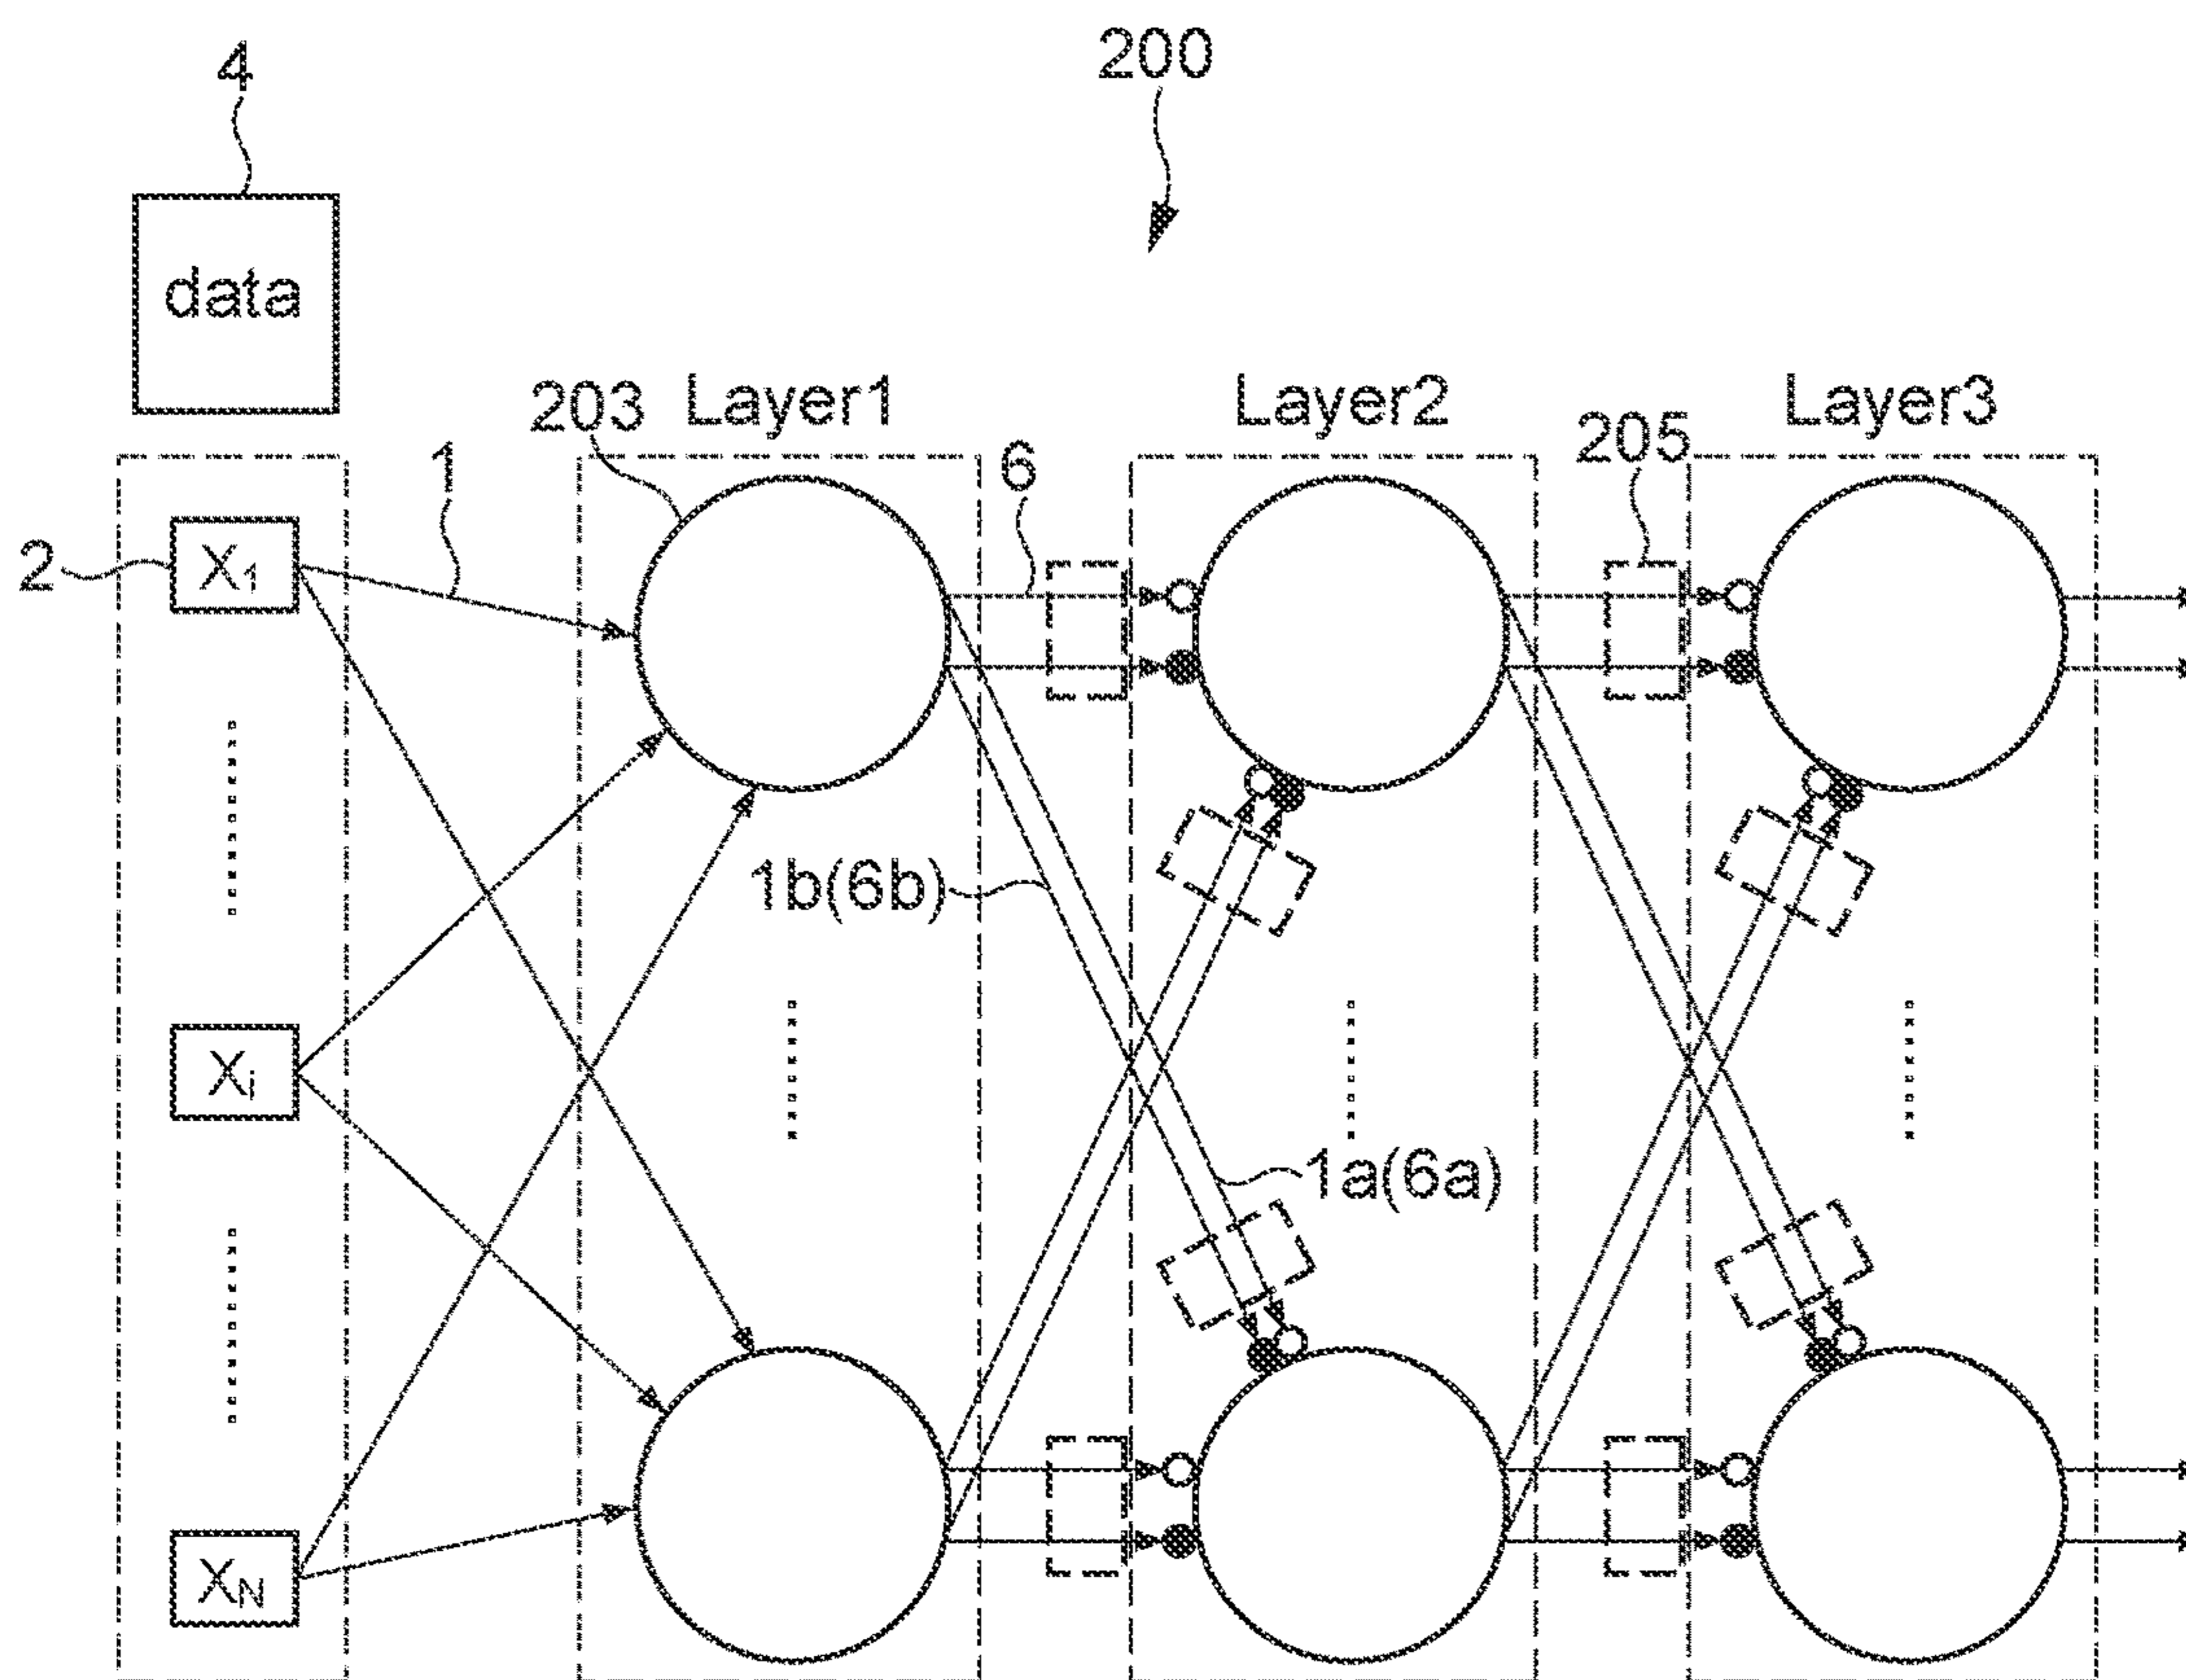 4
200
data
203
Layer1
Layer2
Layer3
1
6
205
2
X1
1b(6b)
Xi
1a(6a)
XN